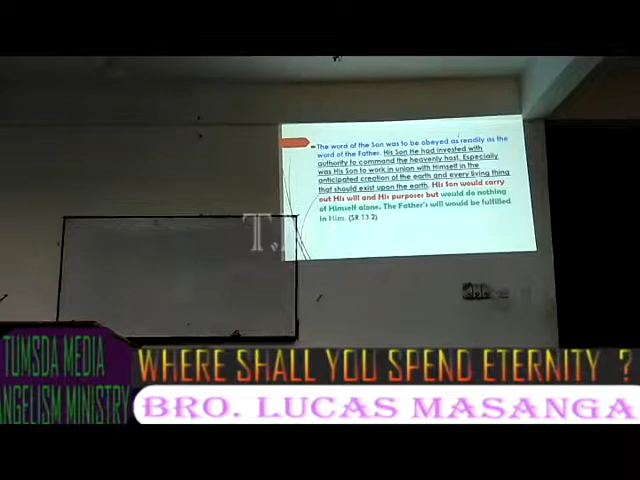 The word of the Son was to be obeyed as readily as the
word of the Father. His Son He had invested with
authority to command the heavenly host. Especially
was His Son to work in union with Himself in the
anticipated creation of the earth and every living thing
that should exist upon the earth. His Son would carry
out His will and His purposes but would do nothing
of Himself alone. The Father's will would be fulfilled
in Him. (SR 13.2)
TUMSDA MEDIA
ANGELISM MINISTRY
WHERE SHALL YOU SPEND ETERNITY ?
BRO. LUCAS MASANGA